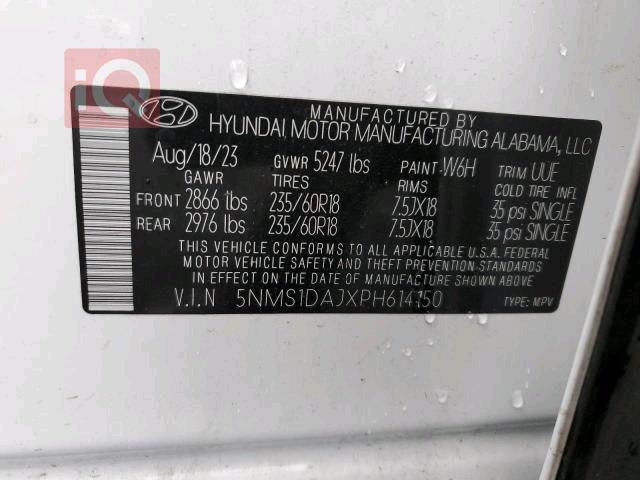 iQ
MANUFACTURED BY
HYUNDAI MOTOR MANUFACTURING ALABAMA, LLC
Aug/18/23 GVWR 5247 lbs PAINT:W6H TRIM UUE
GAWR TIRES RIMS COLD TIRE INFL
FRONT 2866 lbs 235/60R18 7.5JX18 35 psi SINGLE
REAR 2976 lbs 235/60R18 7.5JX18 35 psi SINGLE
THIS VEHICLE CONFORMS TO ALL APPLICABLE U.S.A. FEDERAL
MOTOR VEHICLE SAFETY AND THEFT PREVENTION STANDARDS
IN EFFECT ON THE DATE OF MANUFACTURE SHOWN ABOVE.
V.I.N 5NMS1DAJXPH614150 TYPE: MPV